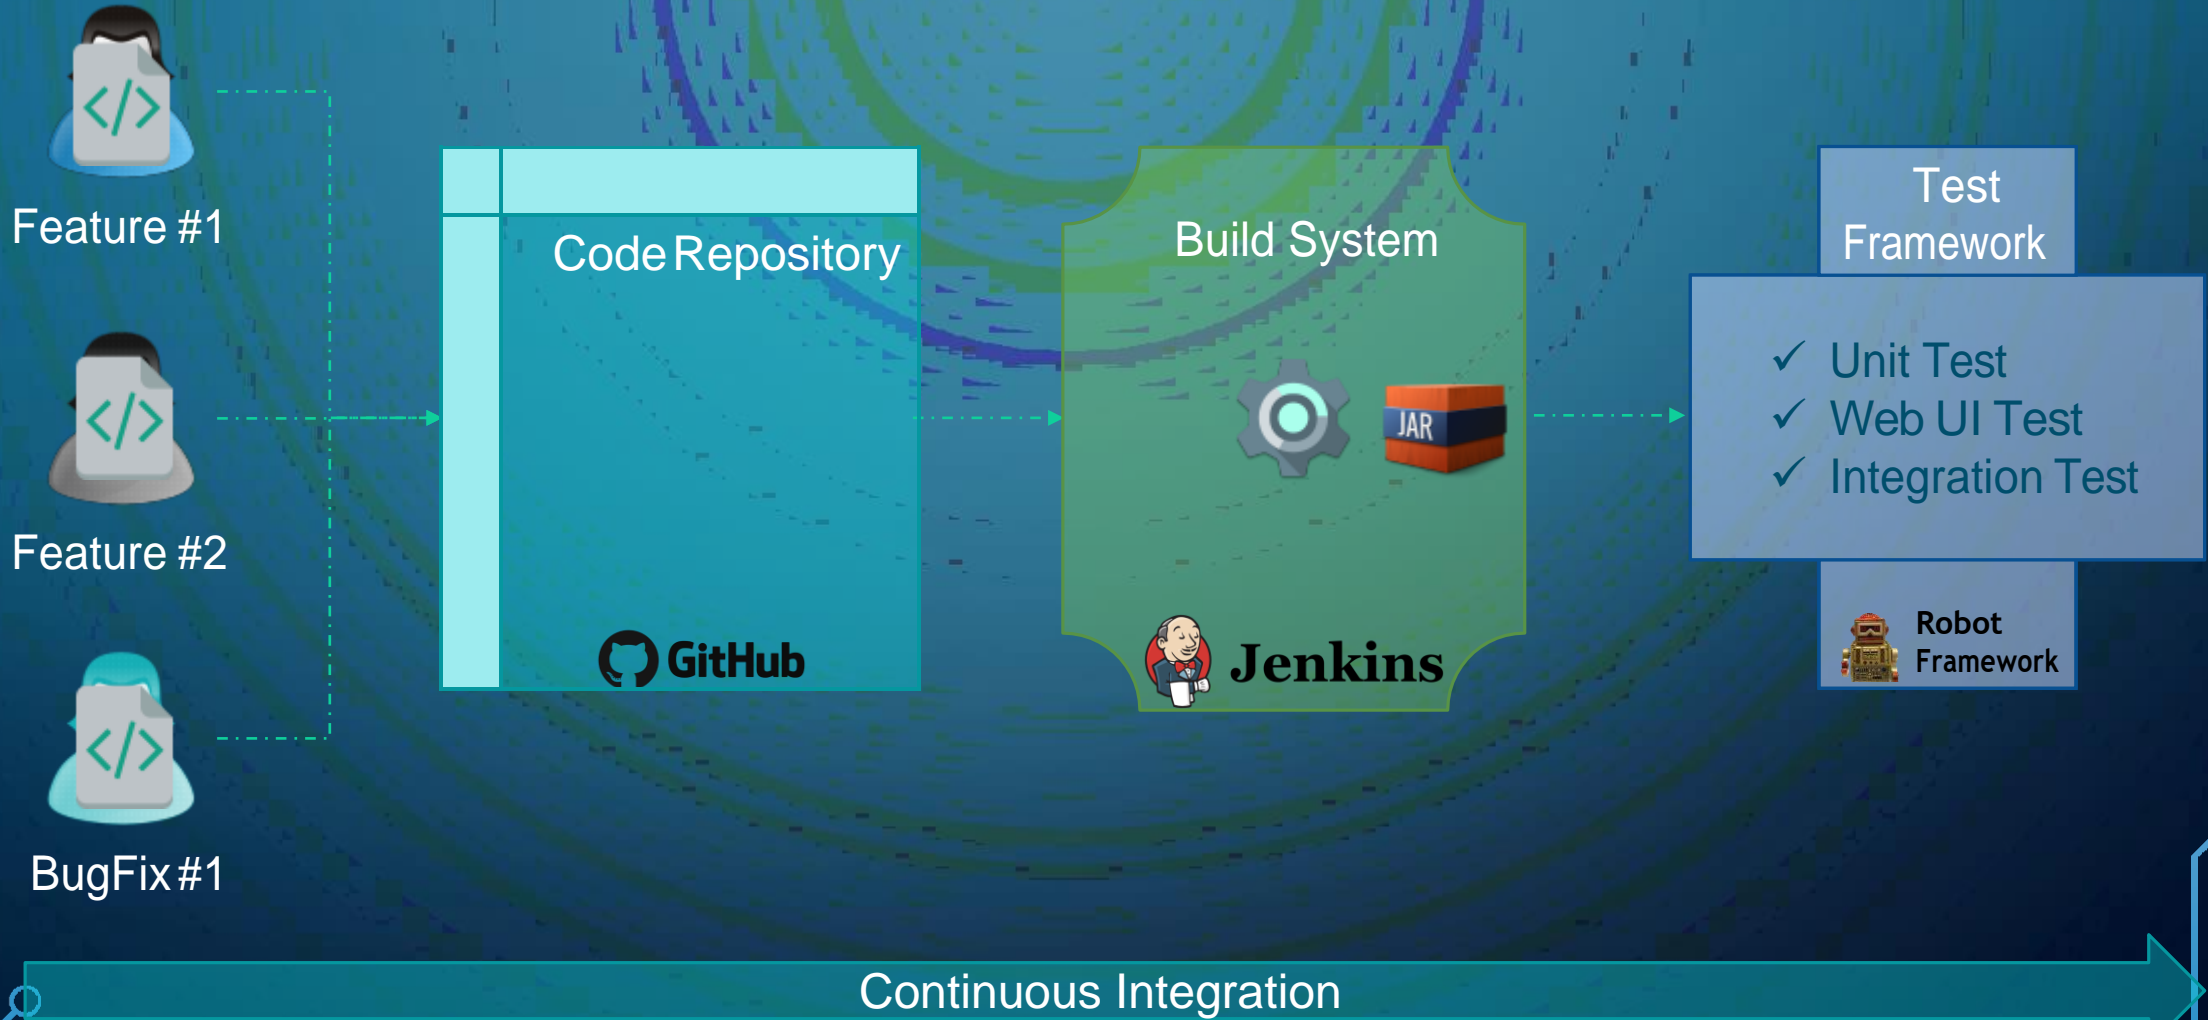 Feature #1
Feature #2
BugFix #1
</>
</>
</>
Code Repository
GitHub
Build System
JAR
Jenkins
Test
Framework
✓ Unit Test
✓ Web UI Test
✓ Integration Test
Robot
Framework
Continuous Integration